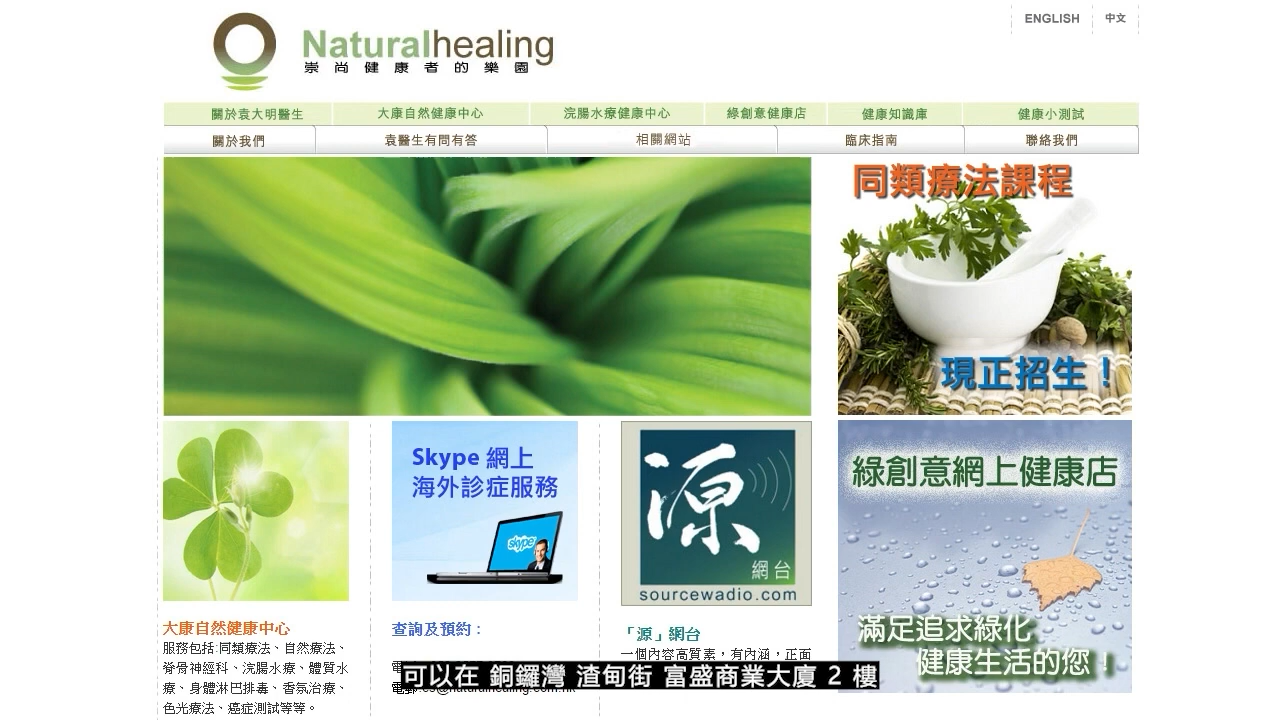 ENGLISH
中文
Naturalhealing
崇尚健康者的樂園
關於袁大明醫生
大康自然健康中心
浣腸水療健康中心
綠創意健康店
健康知識庫
健康小測試
關於我們
袁醫生有問有答
相關網站
臨床指南
聯絡我們
同類療法課程
現正招生!
Skype 網上
海外診症服務
skype
源
網台
sourcewadio.com
綠創意網上健康店
滿足追求綠化
健康生活的您!
大康自然健康中心
服務包括:同類療法、自然療法、
脊骨神經科、浣腸水療、體質水
療、身體淋巴排毒、香氛治療、
色光療法、癌症測試等等。
查詢及預約：
電
電郵:cs@naturalhealing.com.hk
「源」網台
一個內容高質素，有內涵，正面
可以在 銅鑼灣 渣甸街 富盛商業大廈 2 樓